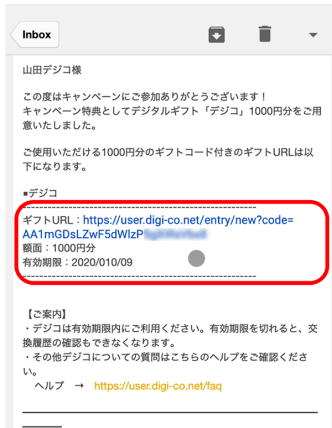 Inbox
山田デジコ様
この度はキャンペーンにご参加ありがとうございます！
キャンペーン特典としてデジタルギフト「デジコ」1000円分をご用
意いたしました。
ご使用いただける1000円分のギフトコード付きのギフトURLは以
下になります。
■デジコ
------------------------------------------------------------
ギフトURL：https://user.digi-co.net/entry/new?code=
AA1mGDsLZwF5dWlzP
額面：1000円分
有効期限：2020/010/09
------------------------------------------------------------
【ご案内】
・デジコは有効期限内にご利用ください。有効期限を切れると、交
換履歴の確認もできなくなります。
・その他デジコについての質問はこちらのヘルプをご確認くださ
い。
ヘルプ → https://user.digi-co.net/faq